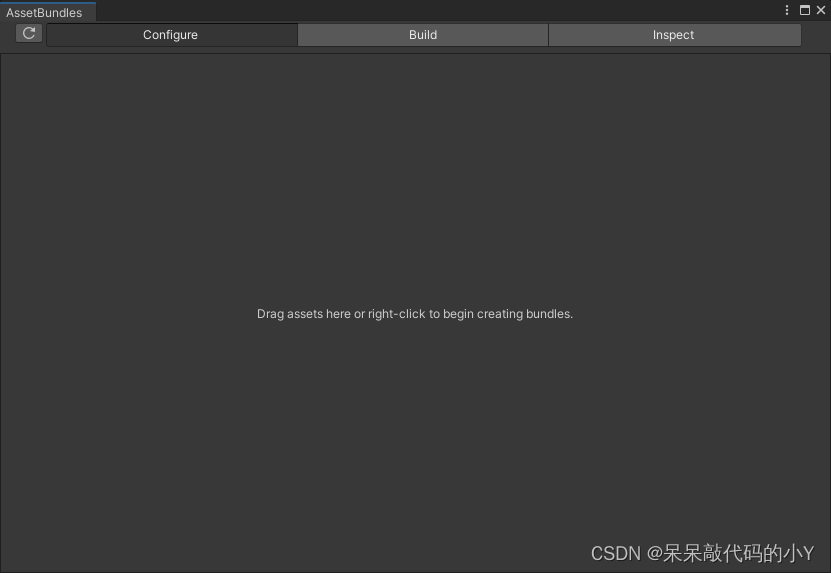 AssetBundles
Configure
Build
Inspect
Drag assets here or right-click to begin creating bundles.
CSDN @呆呆敲代码的小Y